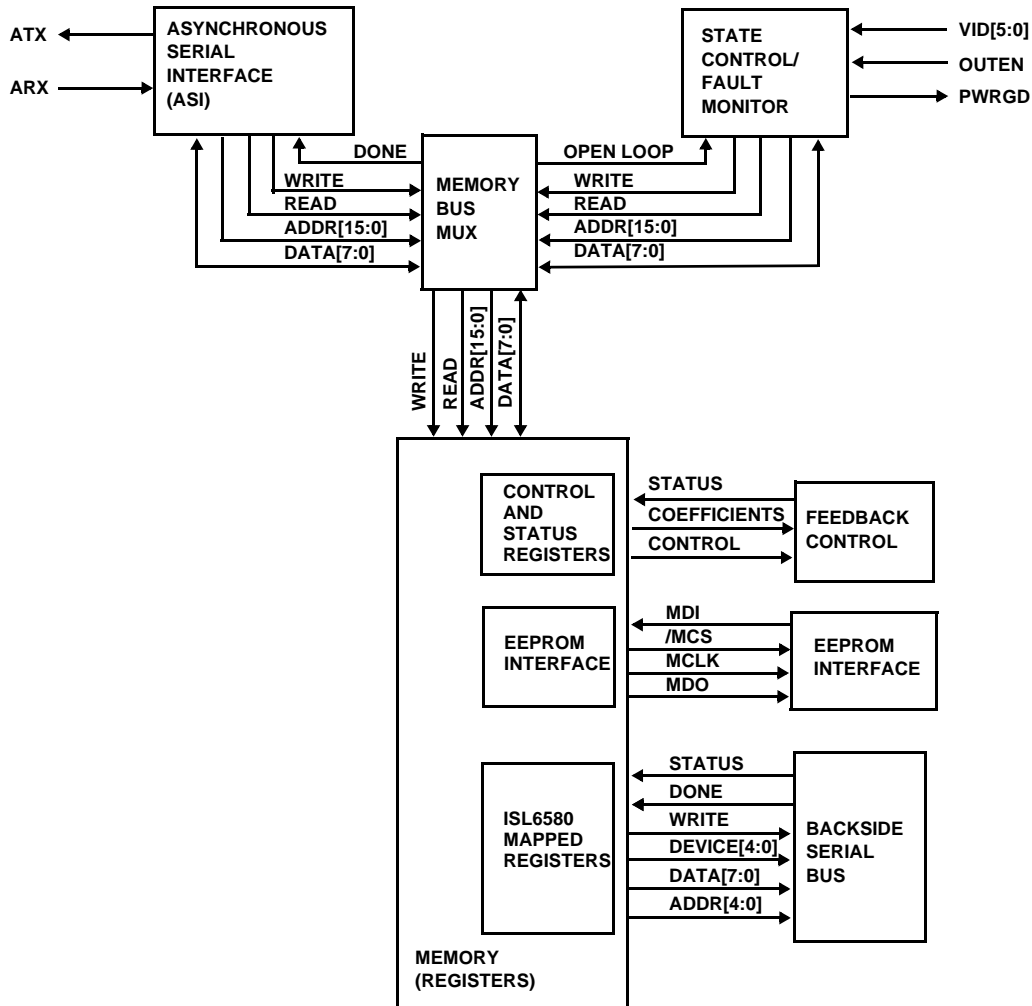 ATX
ARX
ASYNCHRONOUS
SERIAL
INTERFACE
(ASI)
STATE
CONTROL/
FAULT
MONITOR
VID[5:0]
OUTEN
PWRGD
DONE
WRITE
READ
ADDR[15:0]
DATA[7:0]
MEMORY
BUS
MUX
OPEN LOOP
WRITE
READ
ADDR[15:0]
DATA[7:0]
WRITE
READ
ADDR[15:0]
DATA[7:0]
CONTROL
AND
STATUS
REGISTERS
STATUS
COEFFICIENTS
CONTROL
FEEDBACK
CONTROL
EEPROM
INTERFACE
MDI
/MCS
MCLK
MDO
EEPROM
INTERFACE
ISL6580
MAPPED
REGISTERS
STATUS
DONE
WRITE
DEVICE[4:0]
DATA[7:0]
ADDR[4:0]
BACKSIDE
SERIAL
BUS
MEMORY
(REGISTERS)